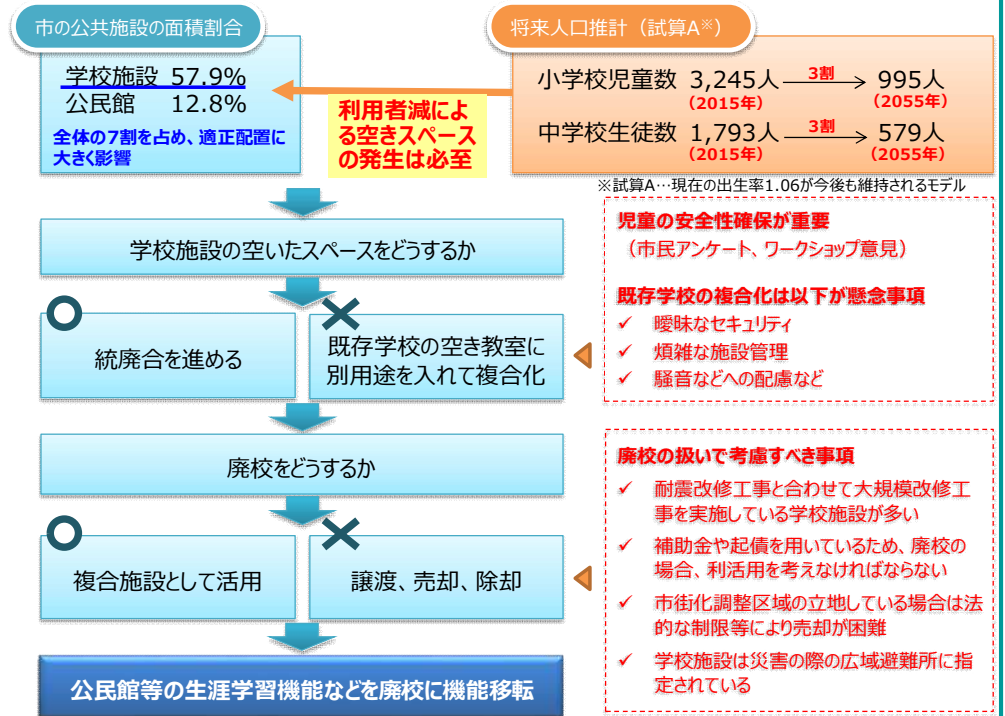 市の公共施設の面積割合
学校施設 57.9%
公民館 12.8%
全体の7割を占め、適正配置に
大きく影響
利用者減によ
る空きスペース
の発生は必至
将来人口推計（試算A※）
小学校児童数 3,245人 3割 995人
（2015年） （2055年）
中学校生徒数 1,793人 3割 579人
（2015年） （2055年）
※試算A…現在の出生率1.06が今後も維持されるモデル
学校施設の空いたスペースをどうするか
統廃合を進める
既存学校の空き教室に
別用途を入れて複合化
児童の安全性確保が重要
（市民アンケート、ワークショップ意見）
既存学校の複合化は以下が懸念事項
✓ 曖昧なセキュリティ
✓ 煩雑な施設管理
✓ 騒音などへの配慮など
廃校をどうするか
複合施設として活用
譲渡、売却、除却
廃校の扱いで考慮すべき事項
✓ 耐震改修工事と合わせて大規模改修工
事を実施している学校施設が多い
✓ 補助金や起債を用いているため、廃校の
場合、利活用を考えなければならない
✓ 市街化調整区域の立地している場合は法
的な制限等により売却が困難
✓ 学校施設は災害の際の広域避難所に指
定されている
公民館等の生涯学習機能などを廃校に機能移転